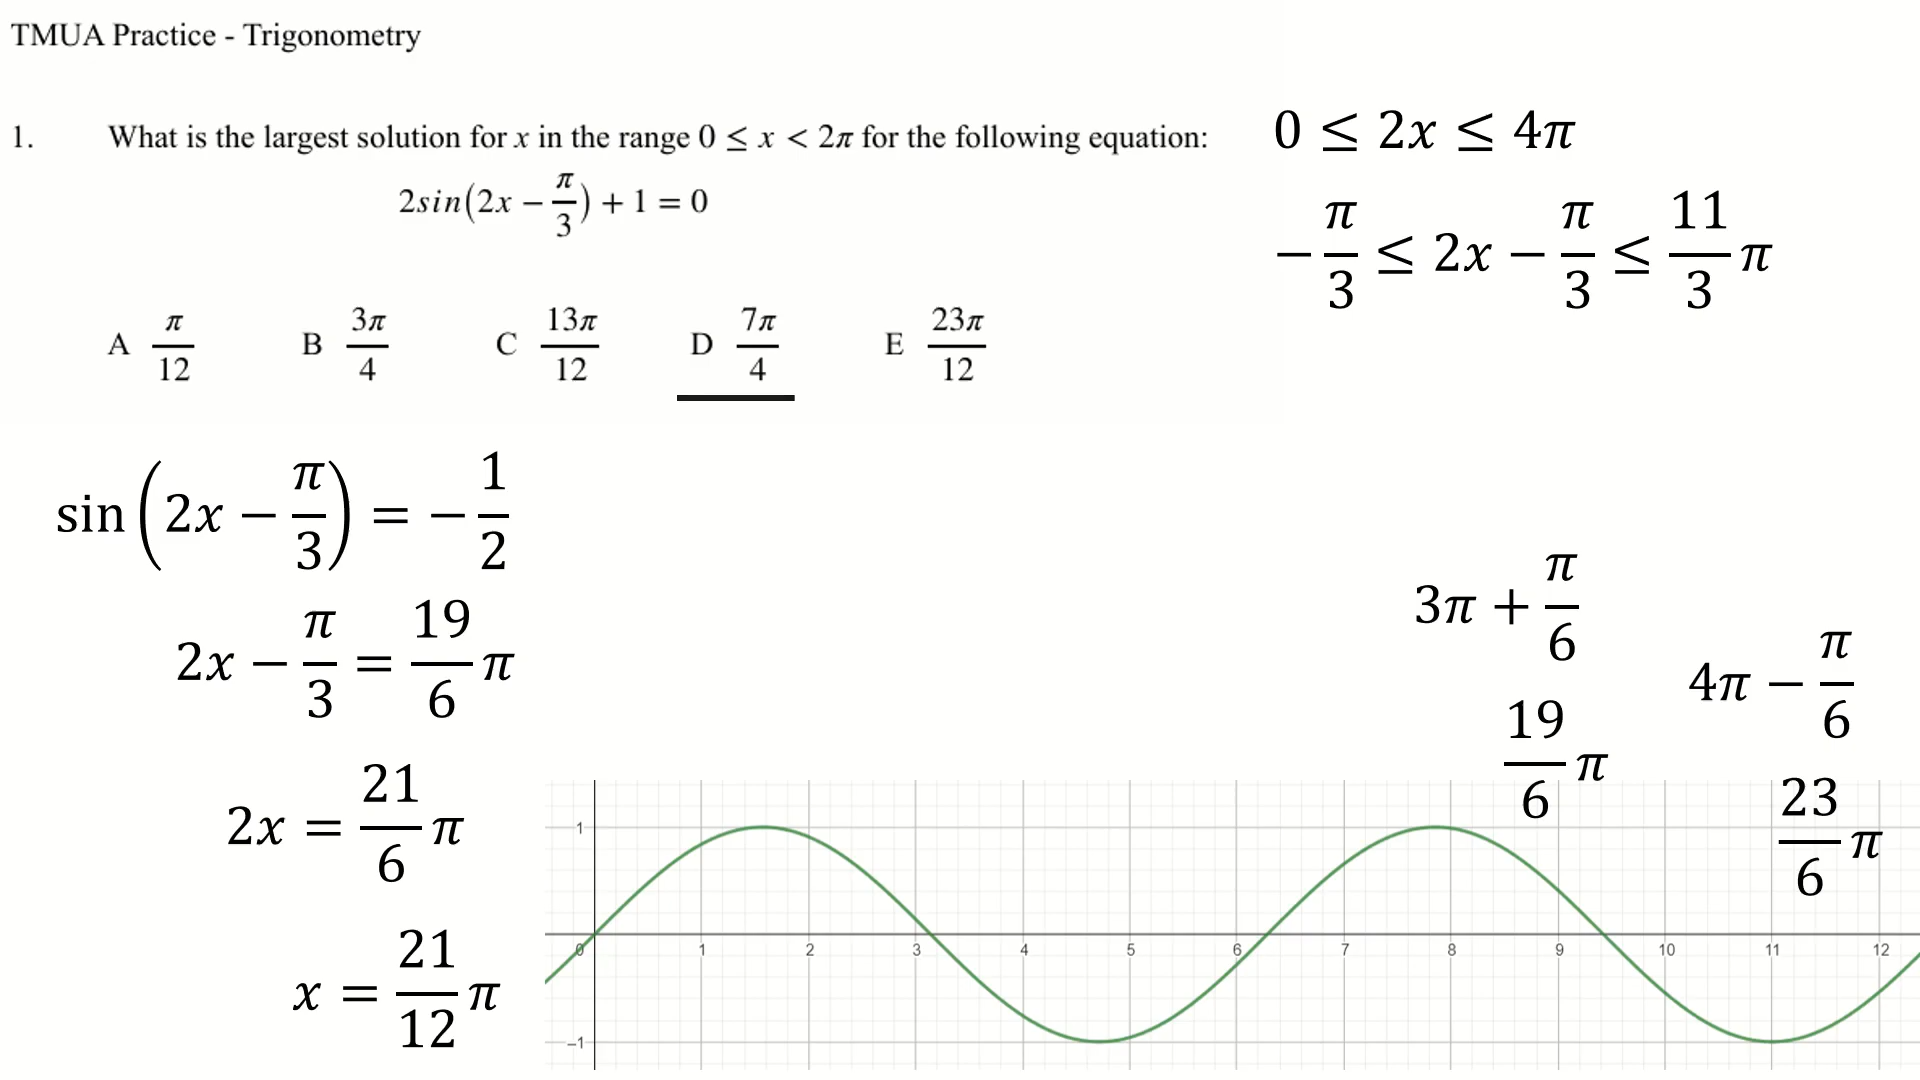 TMUA Practice - Trigonometry
1. What is the largest solution for x in the range 0 ≤ x < 2π for the following equation:
2sin(2x − π/3) + 1 = 0
A π/12 B 3π/4 C 13π/12 D 7π/4 E 23π/12
0 ≤ 2x ≤ 4π
−π/3 ≤ 2x − π/3 ≤ 11/3 π
sin(2x − π/3) = −1/2
2x − π/3 = 19/6 π
2x = 21/6 π
x = 21/12 π
3π + π/6
19/6 π
4π − π/6
23/6 π
1
0 1 2 3 4 5 6 7 8 9 10 11 12
−1